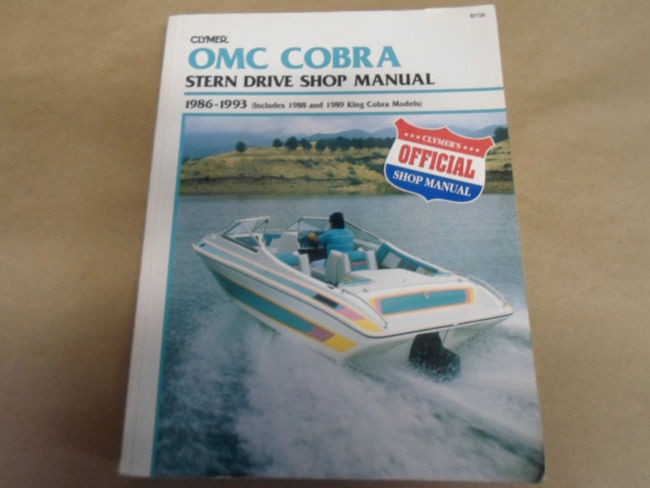 B738
CLYMER
OMC COBRA
STERN DRIVE SHOP MANUAL
1986-1993 (Includes 1988 and 1989 King Cobra Models)
CLYMER'S
OFFICIAL
SHOP MANUAL